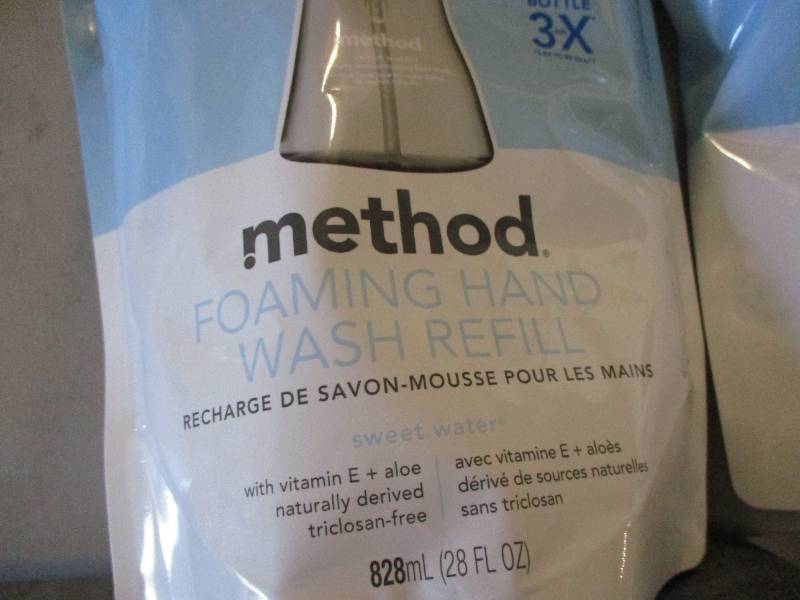 BOTTLE
3X
method
method.
FOAMING HAND
WASH REFILL
RECHARGE DE SAVON-MOUSSE POUR LES MAINS
sweet water®
with vitamin E + aloe
naturally derived
triclosan-free
avec vitamine E + aloès
dérivé de sources naturelles
sans triclosan
828mL (28 FL OZ)